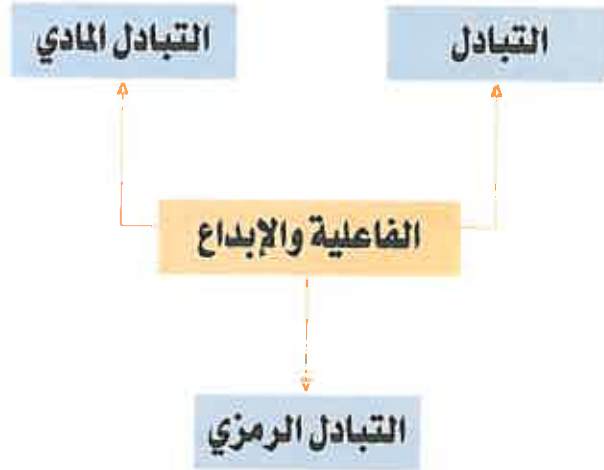 التبادل
التبادل المادي
الفاعلية والإبداع
التبادل الرمزي